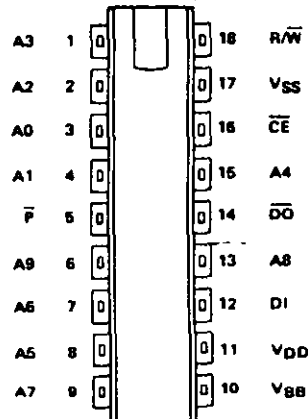 A3 1 18 R/W̅
A2 2 17 VSS
A0 3 16 C̅E̅
A1 4 15 A4
P̅ 5 14 D̅O̅
A9 6 13 A8
A6 7 12 DI
A5 8 11 VDD
A7 9 10 VBB